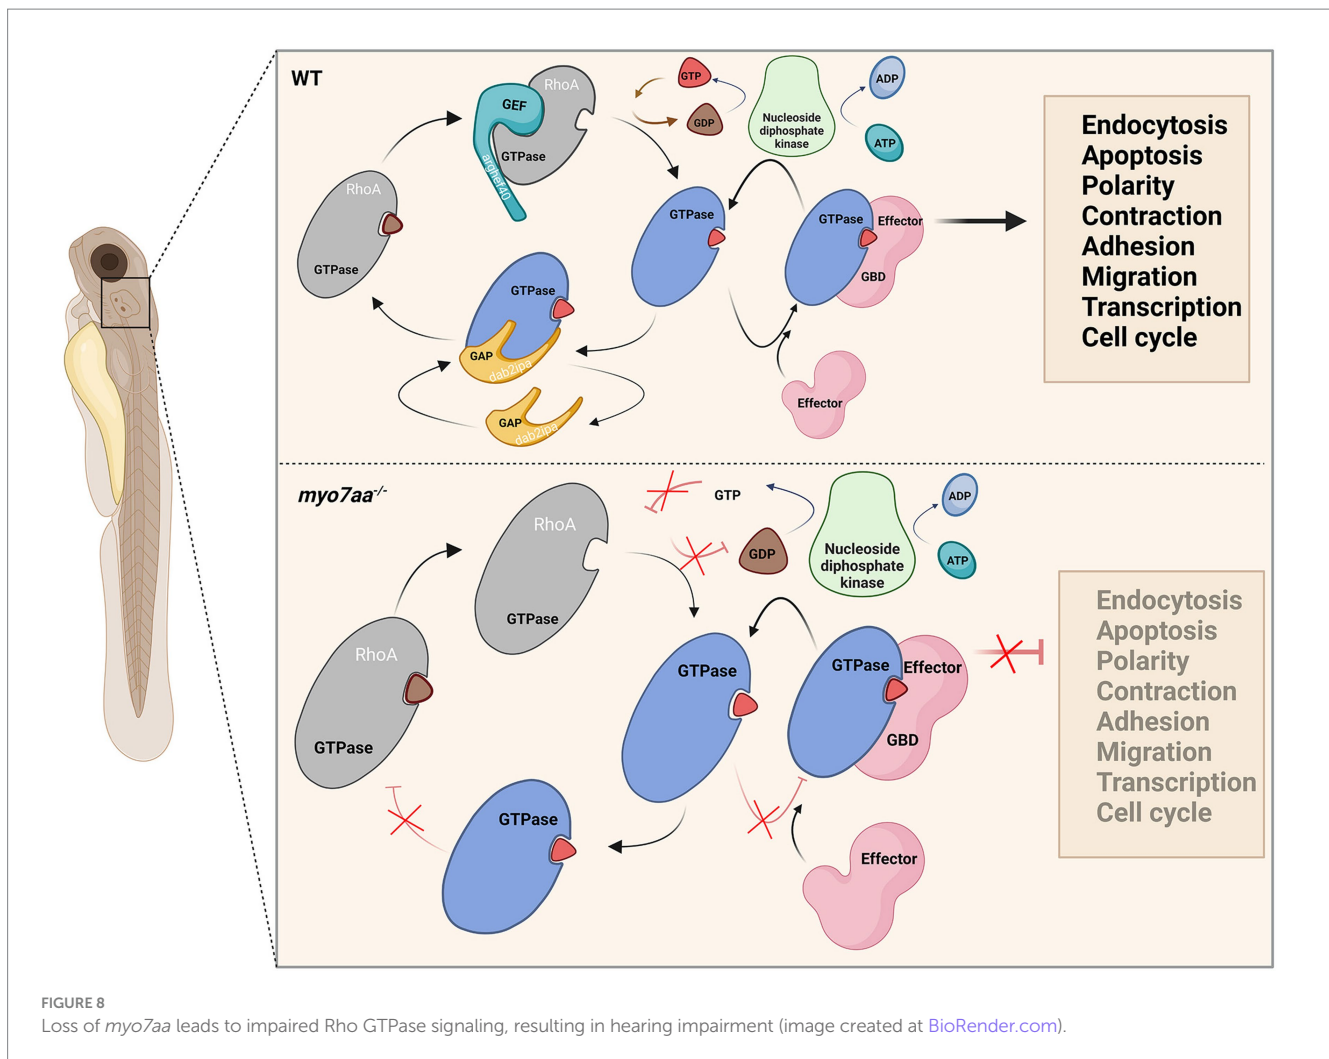 WT
RhoA
GEF
GTPase
arghef40
GTP
GDP
Nucleoside
diphosphate
kinase
ADP
ATP
RhoA
GTPase
GTPase
GTPase
Effector
GBD
GTPase
GAP
dab2ipa
GAP
dab2ipa
Effector
Endocytosis
Apoptosis
Polarity
Contraction
Adhesion
Migration
Transcription
Cell cycle
myo7aa-/-
RhoA
GTPase
GTP
GDP
Nucleoside
diphosphate
kinase
ADP
ATP
RhoA
GTPase
GTPase
GTPase
Effector
GBD
GTPase
Effector
Endocytosis
Apoptosis
Polarity
Contraction
Adhesion
Migration
Transcription
Cell cycle
FIGURE 8
Loss of myo7aa leads to impaired Rho GTPase signaling, resulting in hearing impairment (image created at BioRender.com).